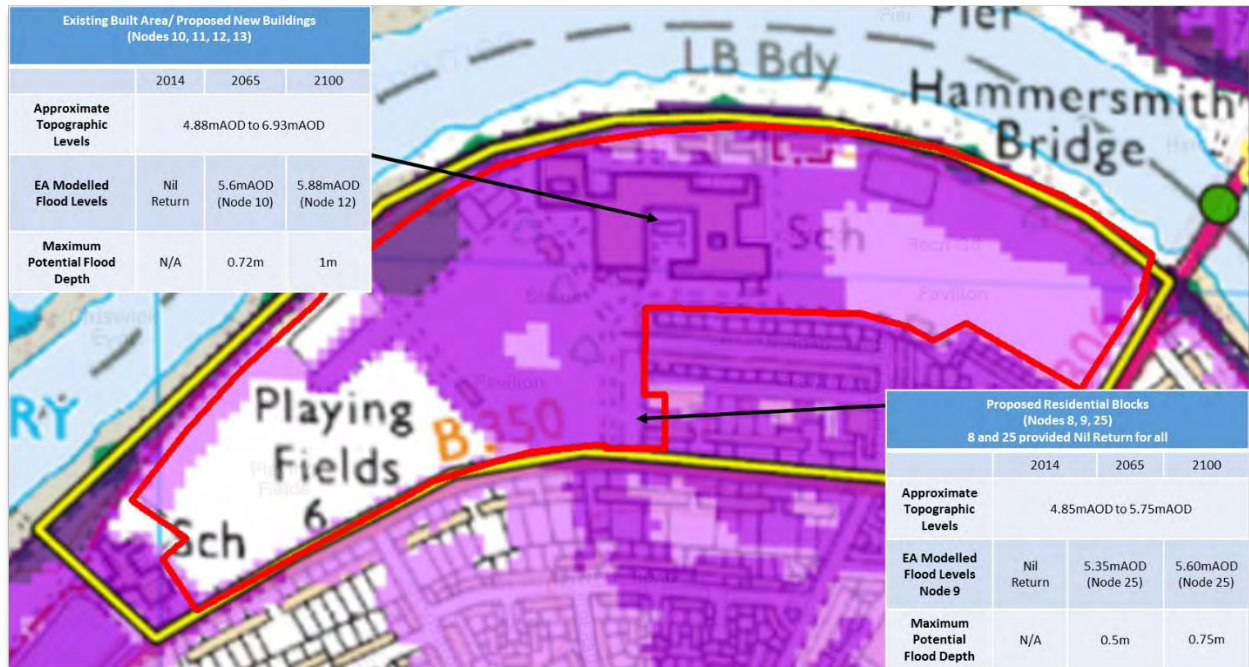 Existing Built Area/ Proposed New Buildings
(Nodes 10, 11, 12, 13)
2014 2065 2100
Approximate
Topographic
Levels
4.88mAOD to 6.93mAOD
EA Modelled
Flood Levels
Nil
Return
5.6mAOD
(Node 10)
5.88mAOD
(Node 12)
Maximum
Potential Flood
Depth
N/A 0.72m 1m
Pier
LB Bdy
Hammersmith
Bridge
Sch
Pavilion
Pavilion
RY
Playing
Fields
6
B.350
Sch
Proposed Residential Blocks
(Nodes 8, 9, 25)
8 and 25 provided Nil Return for all
2014 2065 2100
Approximate
Topographic
Levels
4.85mAOD to 5.75mAOD
EA Modelled
Flood Levels
Node 9
Nil
Return
5.35mAOD
(Node 25)
5.60mAOD
(Node 25)
Maximum
Potential
Flood Depth
N/A 0.5m 0.75m